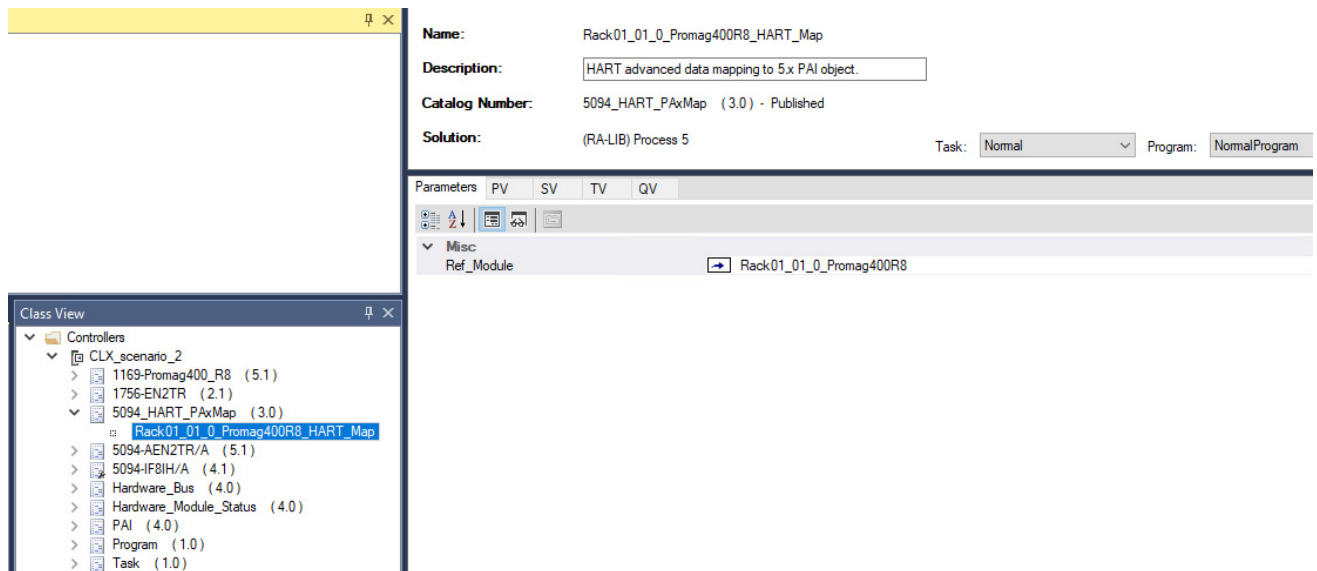 Name: Rack01_01_0_Promag400R8_HART_Map
Description: HART advanced data mapping to 5.x PAI object.
Catalog Number: 5094_HART_PAxMap (3.0) - Published
Solution: (RA-LIB) Process 5
Task: Normal Program: NormalProgram
Parameters PV SV TV QV
Misc
Ref_Module Rack01_01_0_Promag400R8
Class View
Controllers
CLX_scenario_2
1169-Promag400_R8 (5.1)
1756-EN2TR (2.1)
5094_HART_PAxMap (3.0)
Rack01_01_0_Promag400R8_HART_Map
5094-AEN2TR/A (5.1)
5094-IF8IH/A (4.1)
Hardware_Bus (4.0)
Hardware_Module_Status (4.0)
PAI (4.0)
Program (1.0)
Task (1.0)